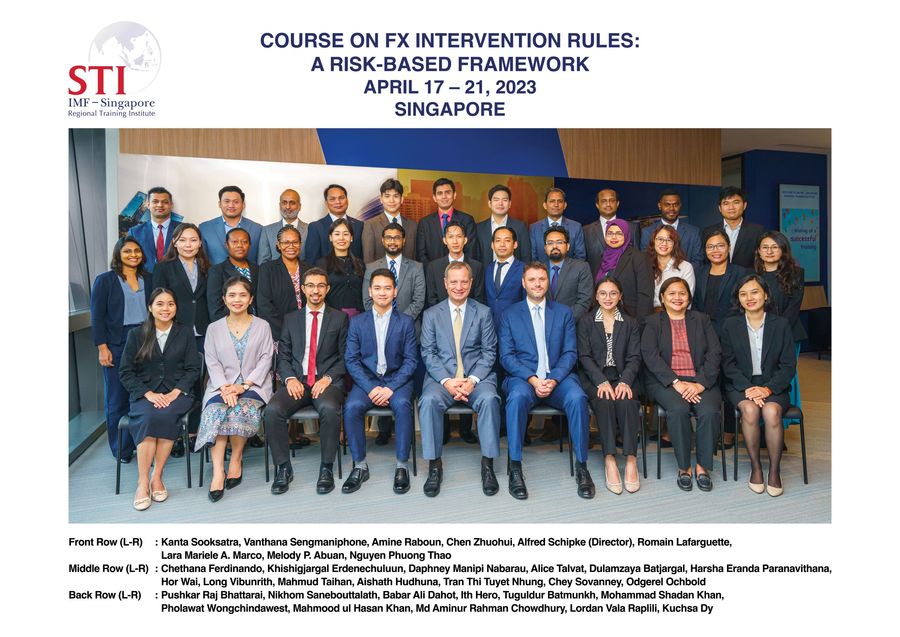 COURSE ON FX INTERVENTION RULES:
A RISK-BASED FRAMEWORK
APRIL 17 – 21, 2023
SINGAPORE
STI
IMF – Singapore
Regional Training Institute
successful
Front Row (L-R) : Kanta Sooksatra, Vanthana Sengmaniphone, Amine Raboun, Chen Zhuohui, Alfred Schipke (Director), Romain Lafarguette,
Lara Mariele A. Marco, Melody P. Abuan, Nguyen Phuong Thao
Middle Row (L-R) : Chethana Ferdinando, Khishigjargal Erdenechuluun, Daphney Manipi Nabarau, Alice Talvat, Dulamzaya Batjargal, Harsha Eranda Paranavithana,
Hor Wai, Long Vibunrith, Mahmud Taihan, Aishath Hudhuna, Tran Thi Tuyet Nhung, Chey Sovanney, Odgerel Ochbold
Back Row (L-R) : Pushkar Raj Bhattarai, Nikhom Sanebouttalath, Babar Ali Dahot, Ith Hero, Tuguldur Batmunkh, Mohammad Shadan Khan,
Pholawat Wongchindawest, Mahmood ul Hasan Khan, Md Aminur Rahman Chowdhury, Lordan Vala Raplili, Kuchsa Dy